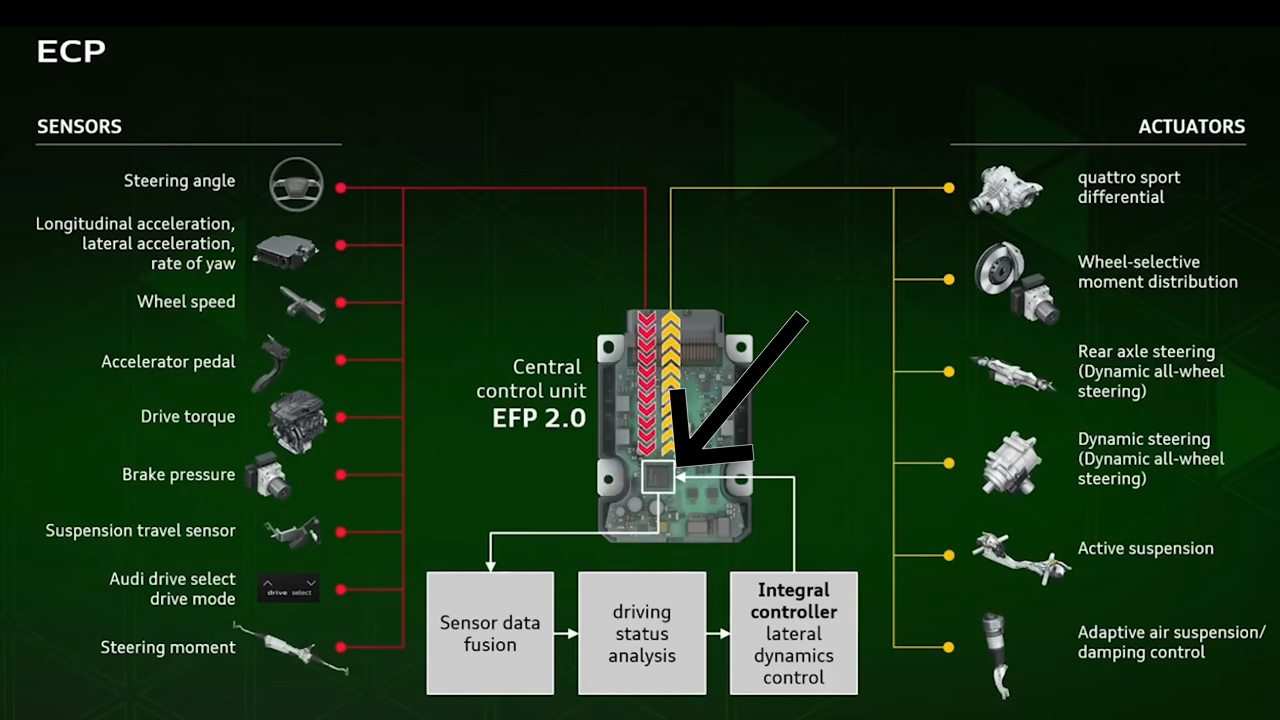 ECP
SENSORS
Steering angle
Longitudinal acceleration,
lateral acceleration,
rate of yaw
Wheel speed
Accelerator pedal
Drive torque
Brake pressure
Suspension travel sensor
Audi drive select
drive mode
drive select
Steering moment
Central
control unit
EFP 2.0
Sensor data
fusion
driving
status
analysis
Integral
controller
lateral
dynamics
control
ACTUATORS
quattro sport
differential
Wheel-selective
moment distribution
Rear axle steering
(Dynamic all-wheel
steering)
Dynamic steering
(Dynamic all-wheel
steering)
Active suspension
Adaptive air suspension/
damping control